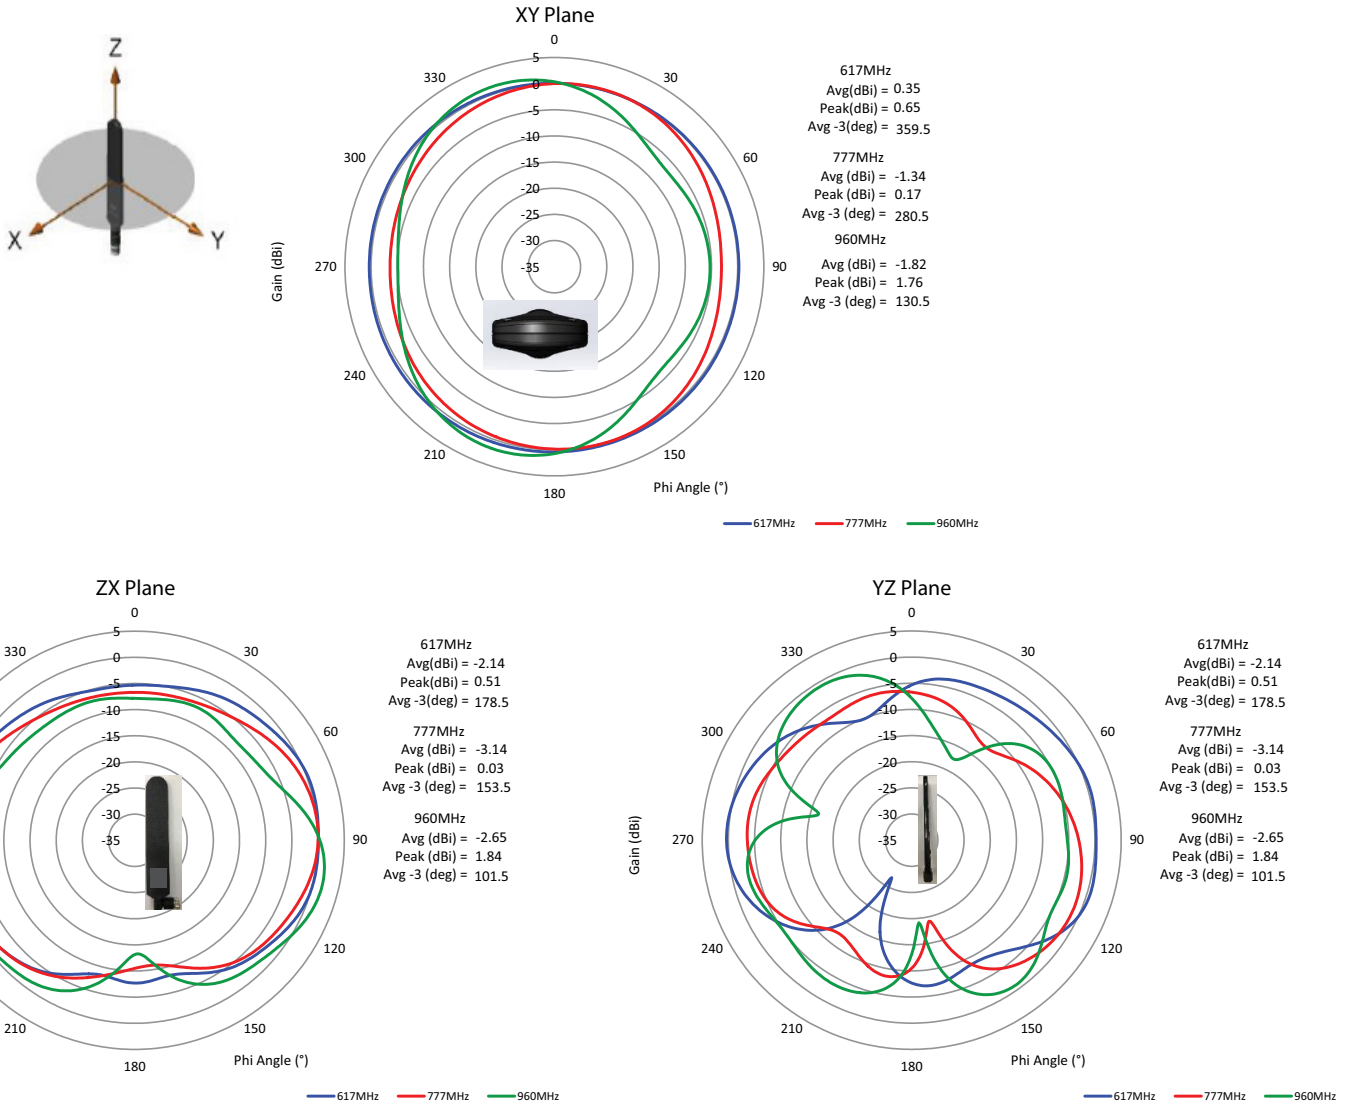 Z
X
Y
XY Plane
0
5
0
-5
-10
-15
-20
-25
-30
-35
30
60
90
120
150
180
210
240
270
300
330
Gain (dBi)
Phi Angle (°)
617MHz
Avg(dBi) = 0.35
Peak(dBi) = 0.65
Avg -3(deg) = 359.5
777MHz
Avg (dBi) = -1.34
Peak (dBi) = 0.17
Avg -3 (deg) = 280.5
960MHz
Avg (dBi) = -1.82
Peak (dBi) = 1.76
Avg -3 (deg) = 130.5
617MHz 777MHz 960MHz
ZX Plane
0
5
0
-5
-10
-15
-20
-25
-30
-35
30
60
90
120
150
180
210
330
Phi Angle (°)
617MHz
Avg(dBi) = -2.14
Peak(dBi) = 0.51
Avg -3(deg) = 178.5
777MHz
Avg (dBi) = -3.14
Peak (dBi) = 0.03
Avg -3 (deg) = 153.5
960MHz
Avg (dBi) = -2.65
Peak (dBi) = 1.84
Avg -3 (deg) = 101.5
617MHz 777MHz 960MHz
YZ Plane
0
5
0
-5
-10
-15
-20
-25
-30
-35
30
60
90
120
150
180
210
240
270
300
330
Gain (dBi)
Phi Angle (°)
617MHz
Avg(dBi) = -2.14
Peak(dBi) = 0.51
Avg -3(deg) = 178.5
777MHz
Avg (dBi) = -3.14
Peak (dBi) = 0.03
Avg -3 (deg) = 153.5
960MHz
Avg (dBi) = -2.65
Peak (dBi) = 1.84
Avg -3 (deg) = 101.5
617MHz 777MHz 960MHz